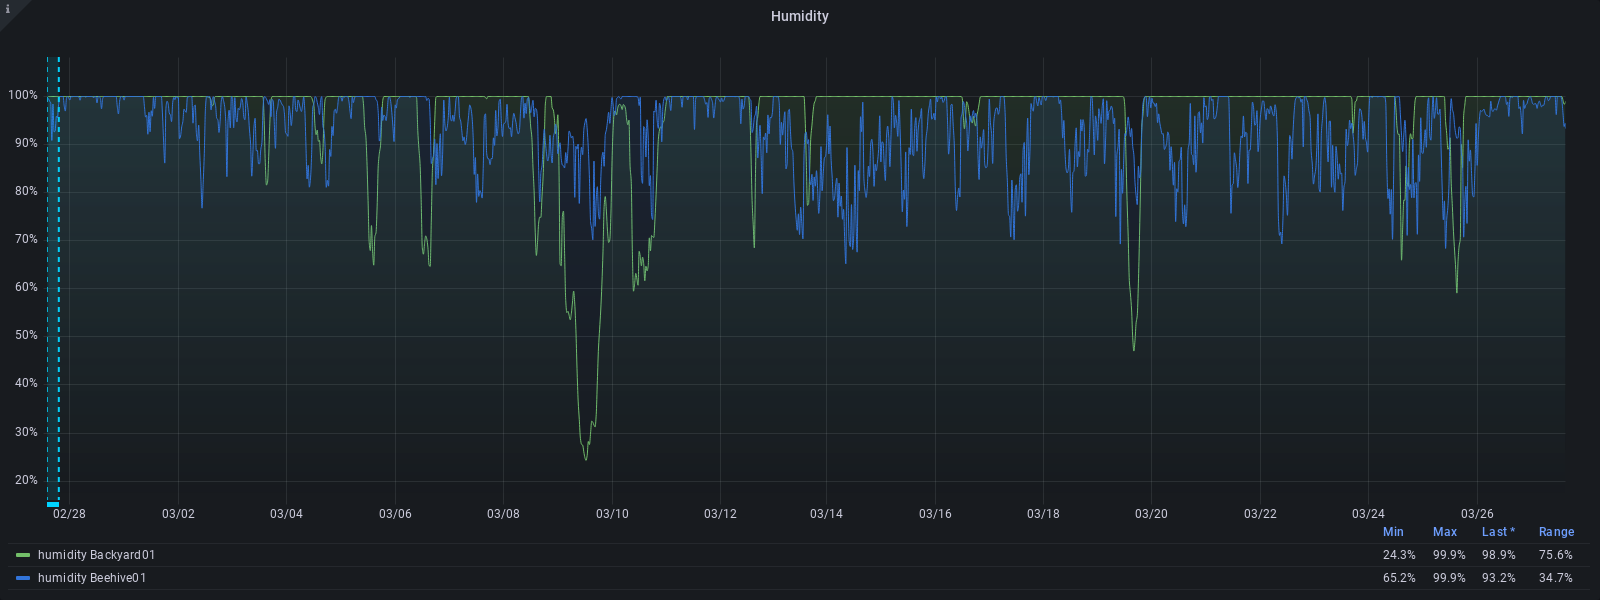 i
Humidity
100%
90%
80%
70%
60%
50%
40%
30%
20%
02/28 03/02 03/04 03/06 03/08 03/10 03/12 03/14 03/16 03/18 03/20 03/22 03/24 03/26
Min Max Last * Range
humidity Backyard01 24.3% 99.9% 98.9% 75.6%
humidity Beehive01 65.2% 99.9% 93.2% 34.7%